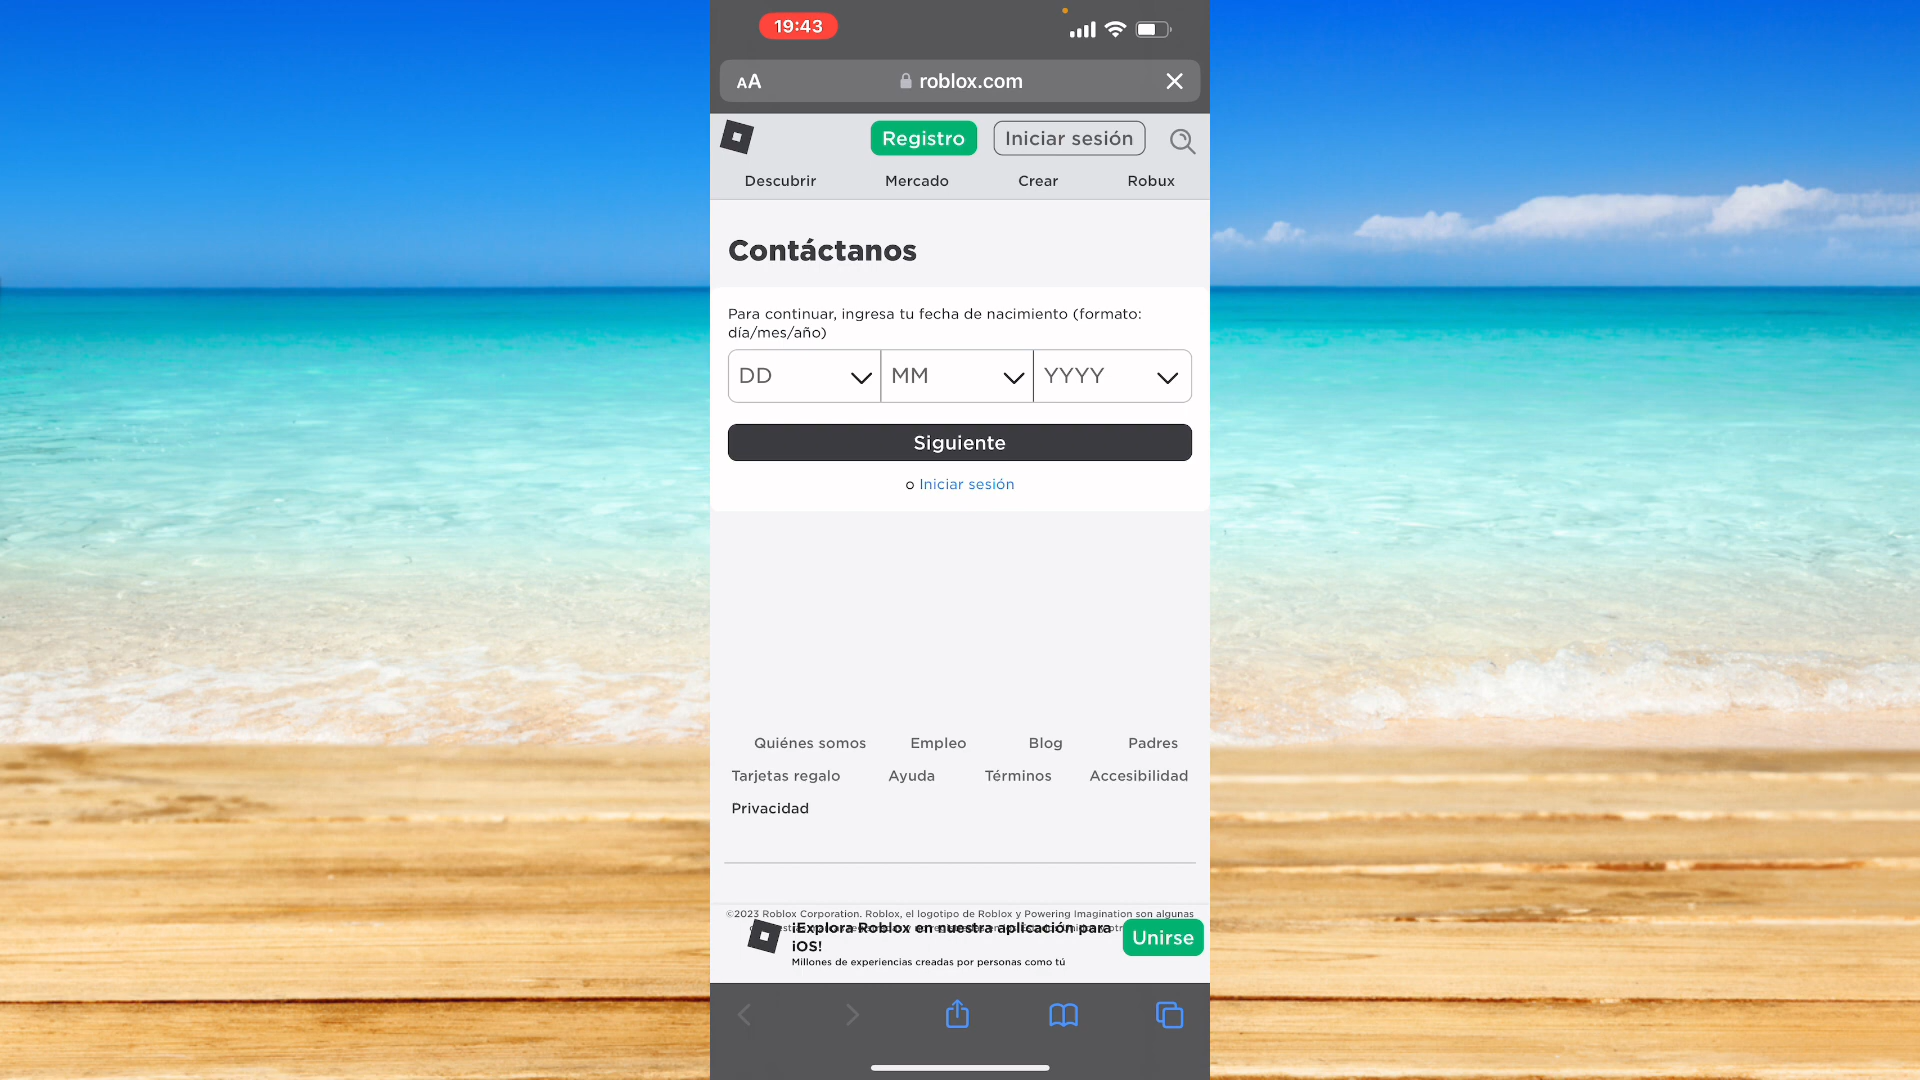 19:43
AA
roblox.com
Registro
Iniciar sesión
Descubrir
Mercado
Crear
Robux
Contáctanos
Para continuar, ingresa tu fecha de nacimiento (formato:
día/mes/año)
DD
MM
YYYY
Siguiente
o Iniciar sesión
Quiénes somos
Empleo
Blog
Padres
Tarjetas regalo
Ayuda
Términos
Accesibilidad
Privacidad
©2023 Roblox Corporation. Roblox, el logotipo de Roblox y Powering Imagination son algunas
¡Explora Roblox en nuestra aplicación para
iOS!
Millones de experiencias creadas por personas como tú
Unirse